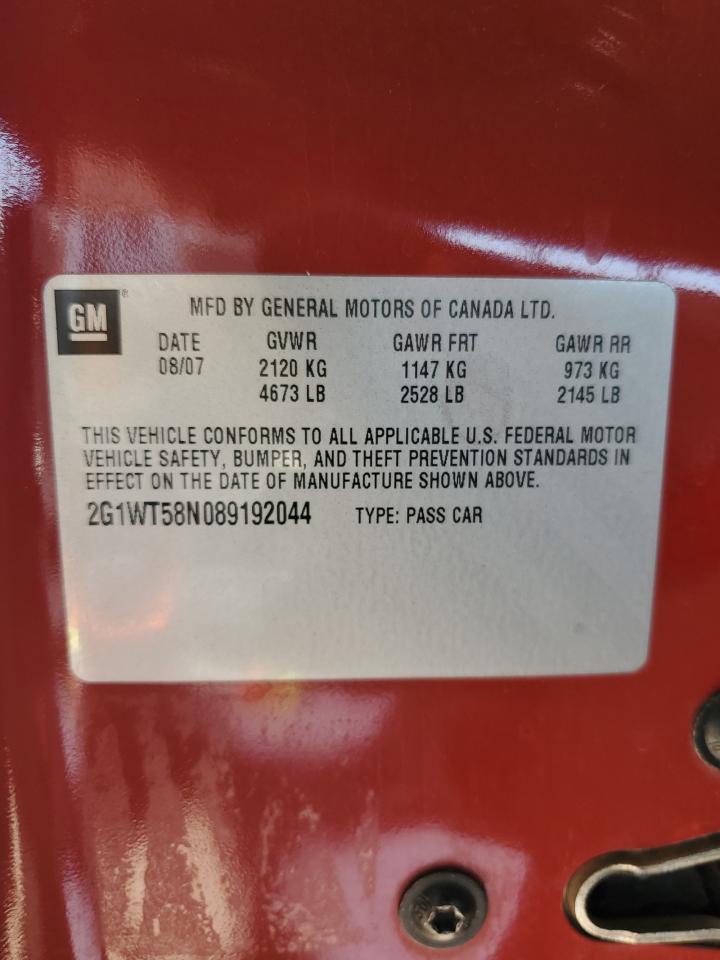 GM®
MFD BY GENERAL MOTORS OF CANADA LTD.
DATE GVWR GAWR FRT GAWR RR
08/07 2120 KG 1147 KG 973 KG
4673 LB 2528 LB 2145 LB
THIS VEHICLE CONFORMS TO ALL APPLICABLE U.S. FEDERAL MOTOR
VEHICLE SAFETY, BUMPER, AND THEFT PREVENTION STANDARDS IN
EFFECT ON THE DATE OF MANUFACTURE SHOWN ABOVE.
2G1WT58N089192044 TYPE: PASS CAR